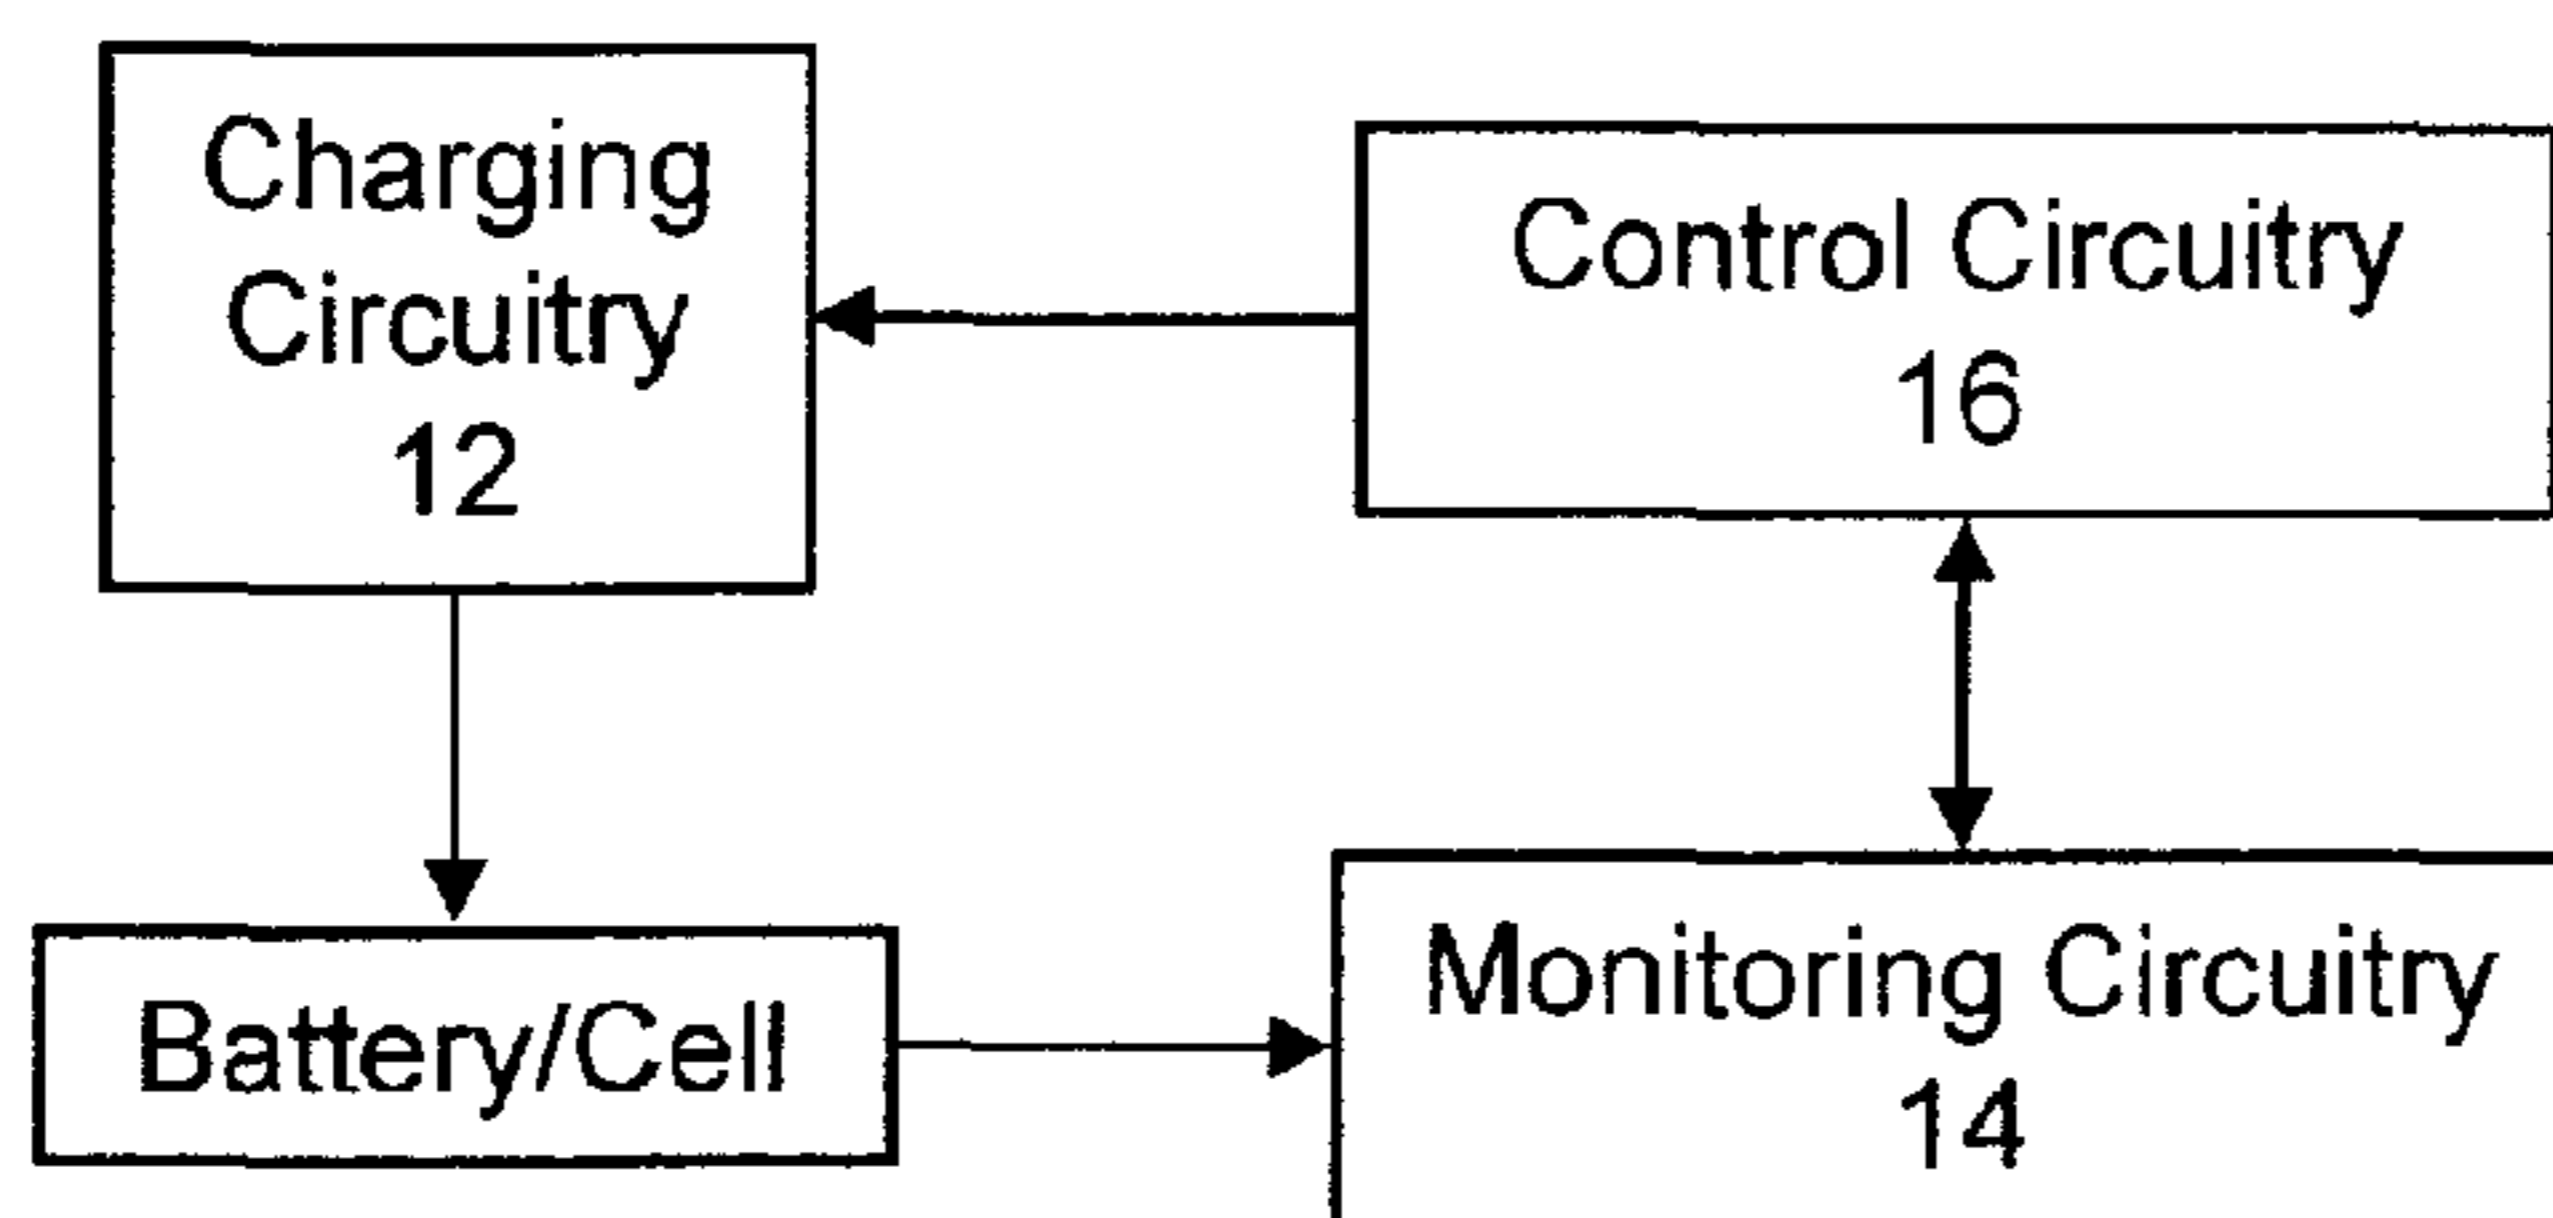 Charging
Circuitry
12
Control Circuitry
16
Battery/Cell
Monitoring Circuitry
14